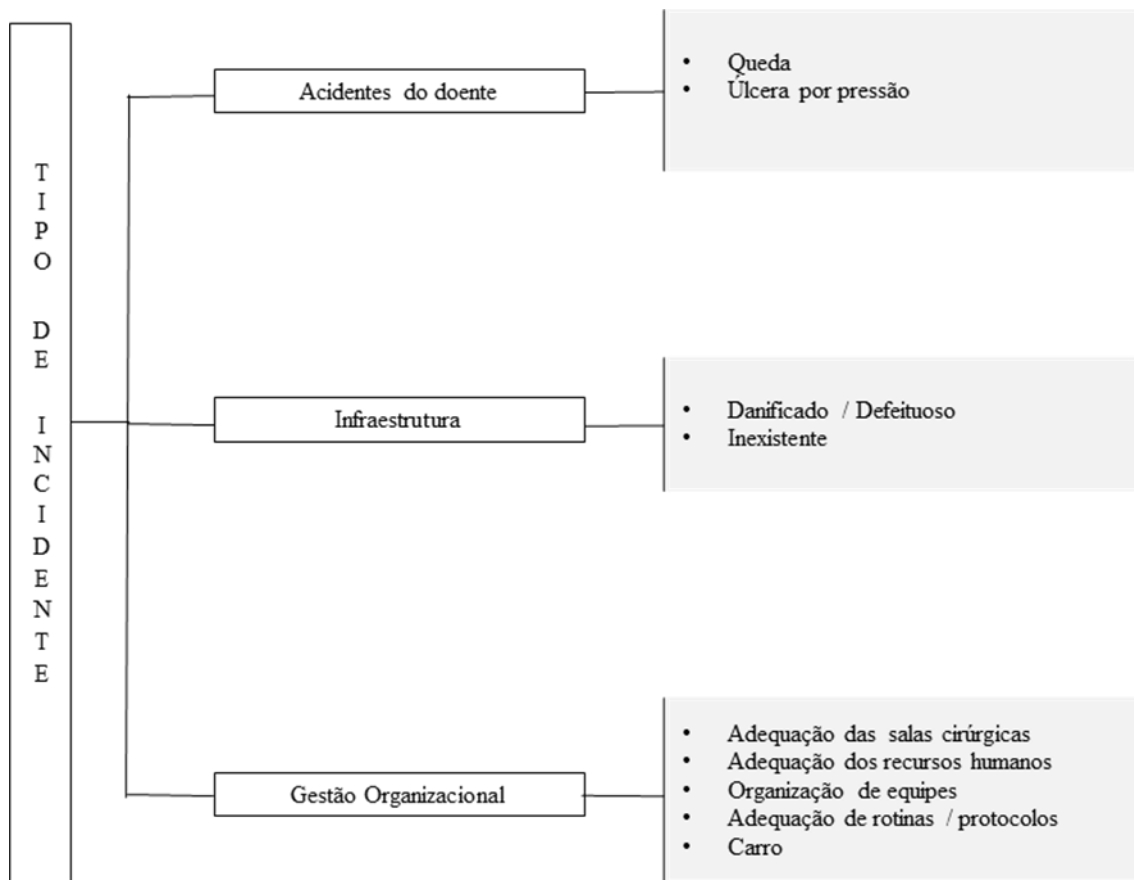 TIPO DE INCIDENTE
Acidentes do doente
• Queda
• Úlcera por pressão
Infraestrutura
• Danificado / Defeituoso
• Inexistente
Gestão Organizacional
• Adequação das salas cirúrgicas
• Adequação dos recursos humanos
• Organização de equipes
• Adequação de rotinas / protocolos
• Carro